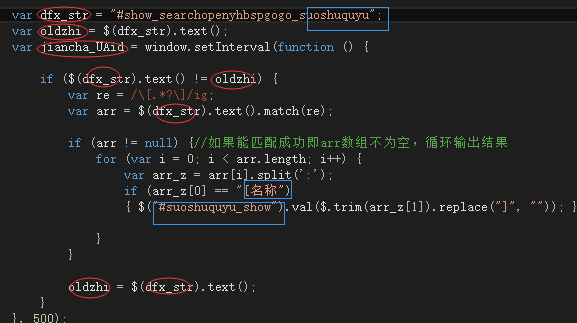 var dfx_str = "#show_searchopenyhbspgogo_suoshuquyu";
var oldzhi = $(dfx_str).text();
var jiancha_UAid = window.setInterval(function () {
if ($(dfx_str).text() != oldzhi) {
var re = /\[.*?\]/ig;
var arr = $(dfx_str).text().match(re);
if (arr != null) {//如果能匹配成功即arr数组不为空，循环输出结果
for (var i = 0; i < arr.length; i++) {
var arr_z = arr[i].split(':');
if (arr_z[0] == "[名称")
{ $("#suoshuquyu_show").val($.trim(arr_z[1]).replace("]", "")); }
}
}
oldzhi = $(dfx_str).text();
}
}, 500);